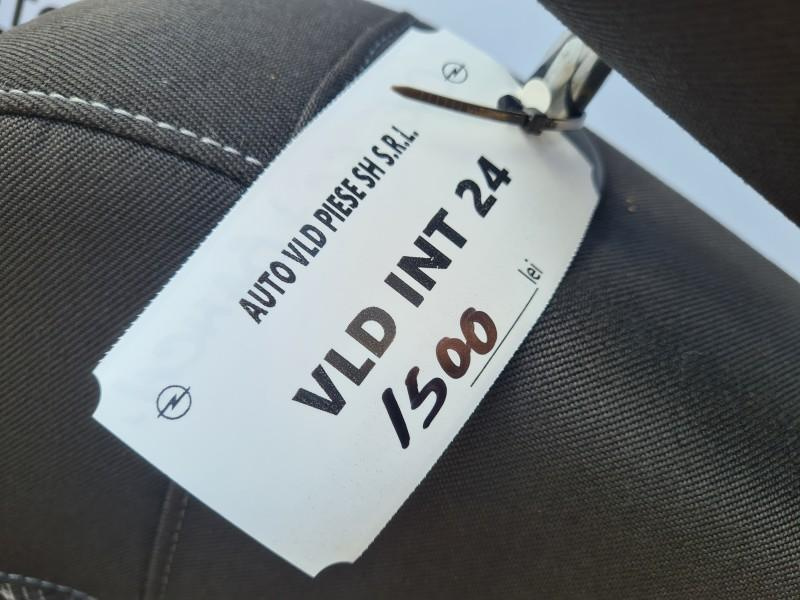 AUTO VLD PIESE SH S.R.L.
VLD INT 24
1500 lei